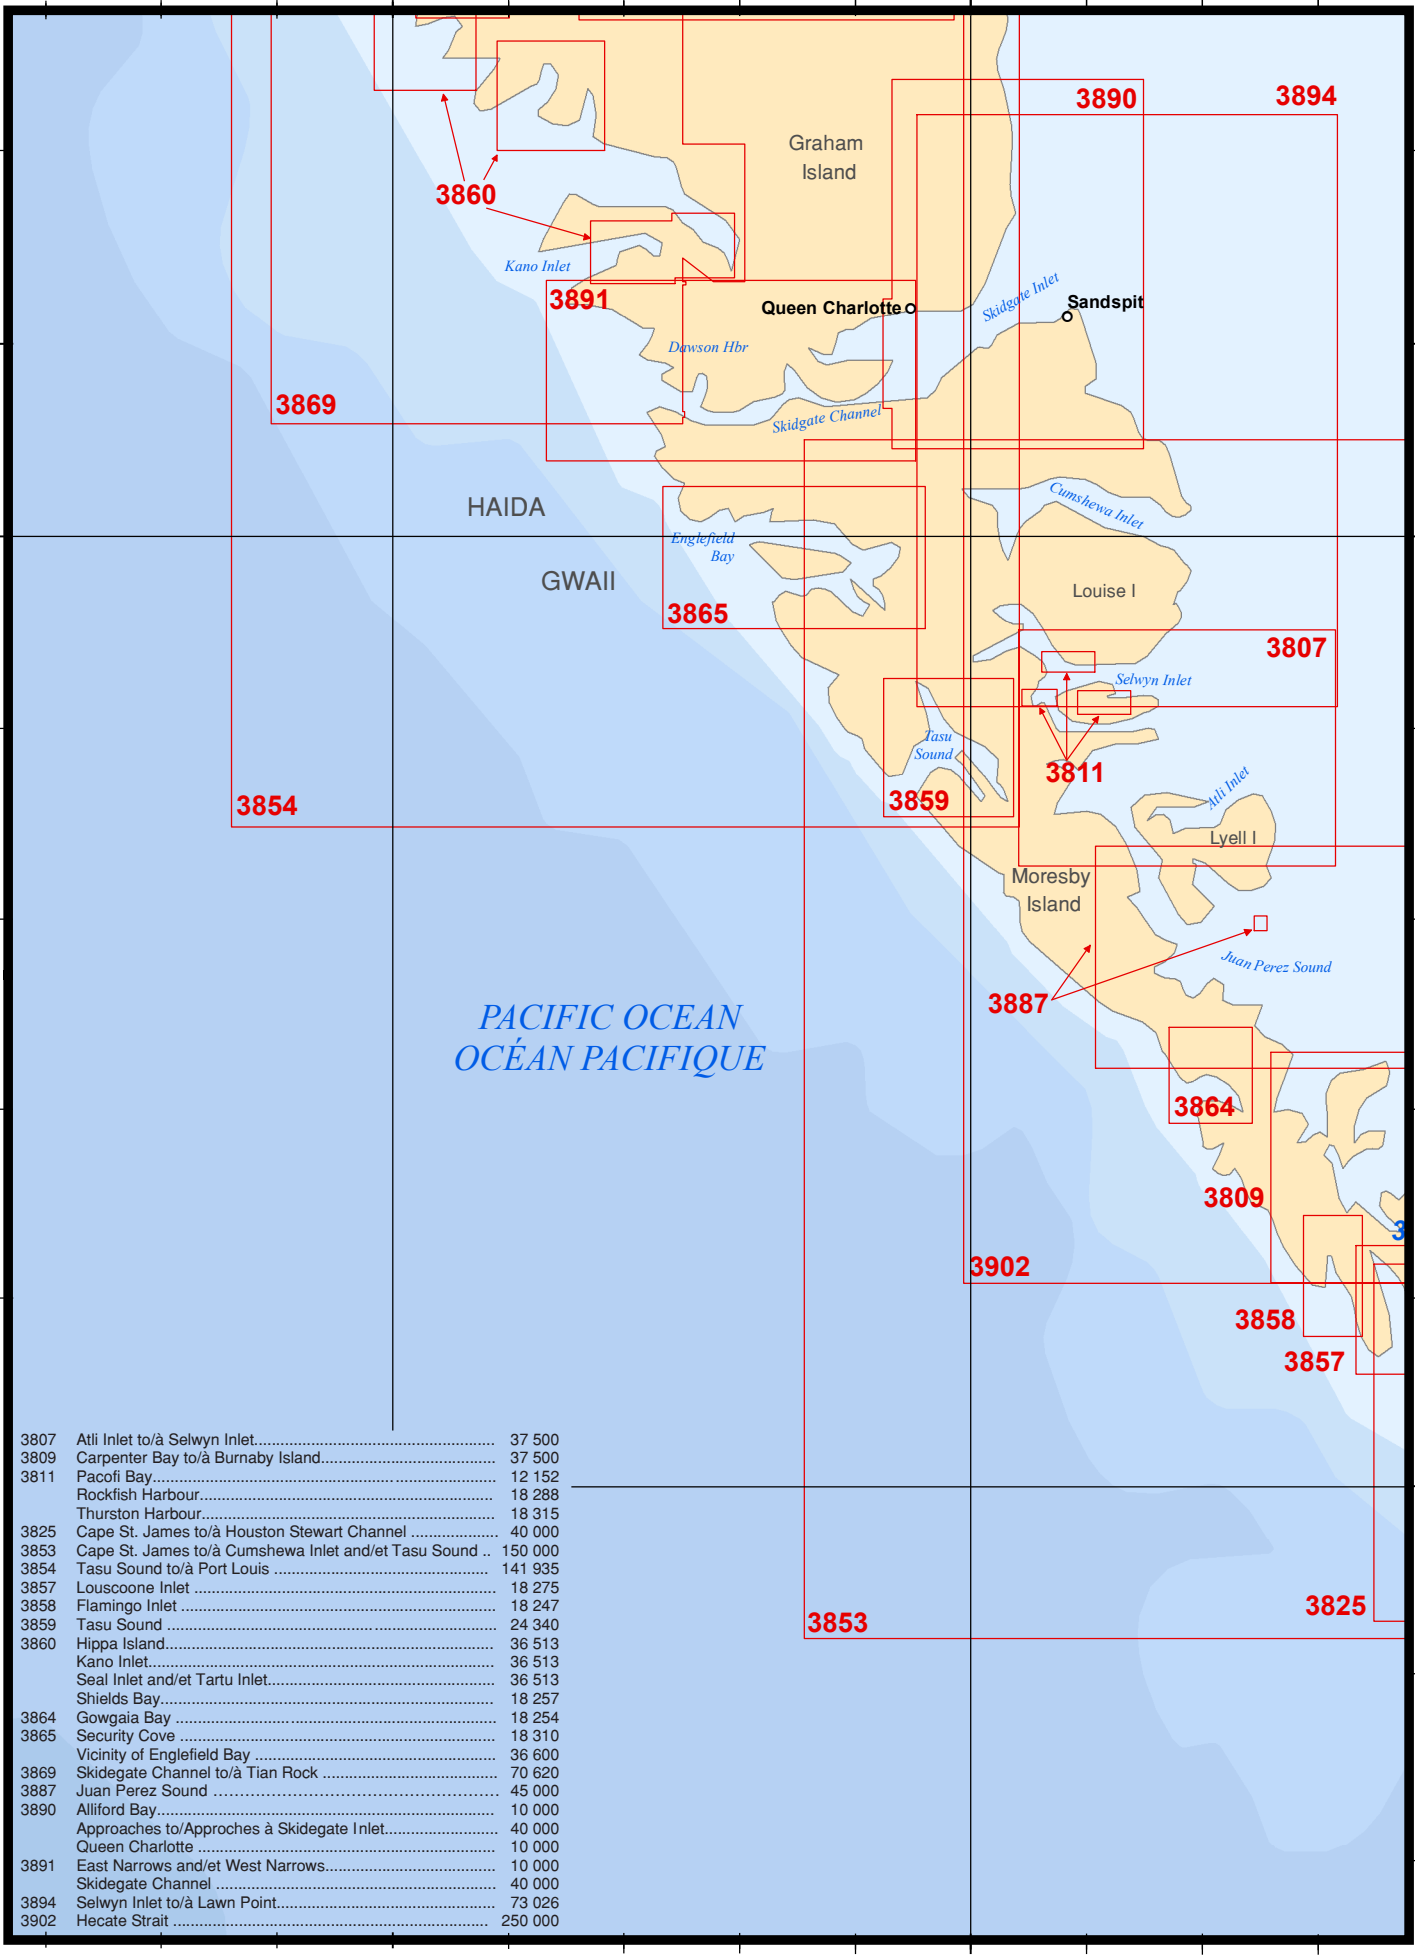 3890
3894
Graham
Island
3860
Kano Inlet
3891
Queen Charlotte
Skidgate Inlet
Sandspit
Dawson Hbr
3869
Skidgate Channel
HAIDA
Cumshewa Inlet
Englefield
Bay
GWAII
Louise I
3865
3807
Selwyn Inlet
Tasu
Sound
3811
3859
3854
Atli Inlet
Lyell I
Moresby
Island
Juan Perez Sound
3887
PACIFIC OCEAN
OCÉAN PACIFIQUE
3864
3809
3
3902
3858
3857
3825
3853
3807 Atli Inlet to/à Selwyn Inlet 37 500
3809 Carpenter Bay to/à Burnaby Island 37 500
3811 Pacofi Bay 12 152
Rockfish Harbour 18 288
Thurston Harbour 18 315
3825 Cape St. James to/à Houston Stewart Channel 40 000
3853 Cape St. James to/à Cumshewa Inlet and/et Tasu Sound 150 000
3854 Tasu Sound to/à Port Louis 141 935
3857 Louscoone Inlet 18 275
3858 Flamingo Inlet 18 247
3859 Tasu Sound 24 340
3860 Hippa Island 36 513
Kano Inlet 36 513
Seal Inlet and/et Tartu Inlet 36 513
Shields Bay 18 257
3864 Gowgaia Bay 18 254
3865 Security Cove 18 310
Vicinity of Englefield Bay 36 600
3869 Skidegate Channel to/à Tian Rock 70 620
3887 Juan Perez Sound 45 000
3890 Alliford Bay 10 000
Approaches to/Approches à Skidegate Inlet 40 000
Queen Charlotte 10 000
3891 East Narrows and/et West Narrows 10 000
Skidegate Channel 40 000
3894 Selwyn Inlet to/à Lawn Point 73 026
3902 Hecate Strait 250 000